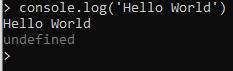 > console.log('Hello World')
Hello World
undefined
>